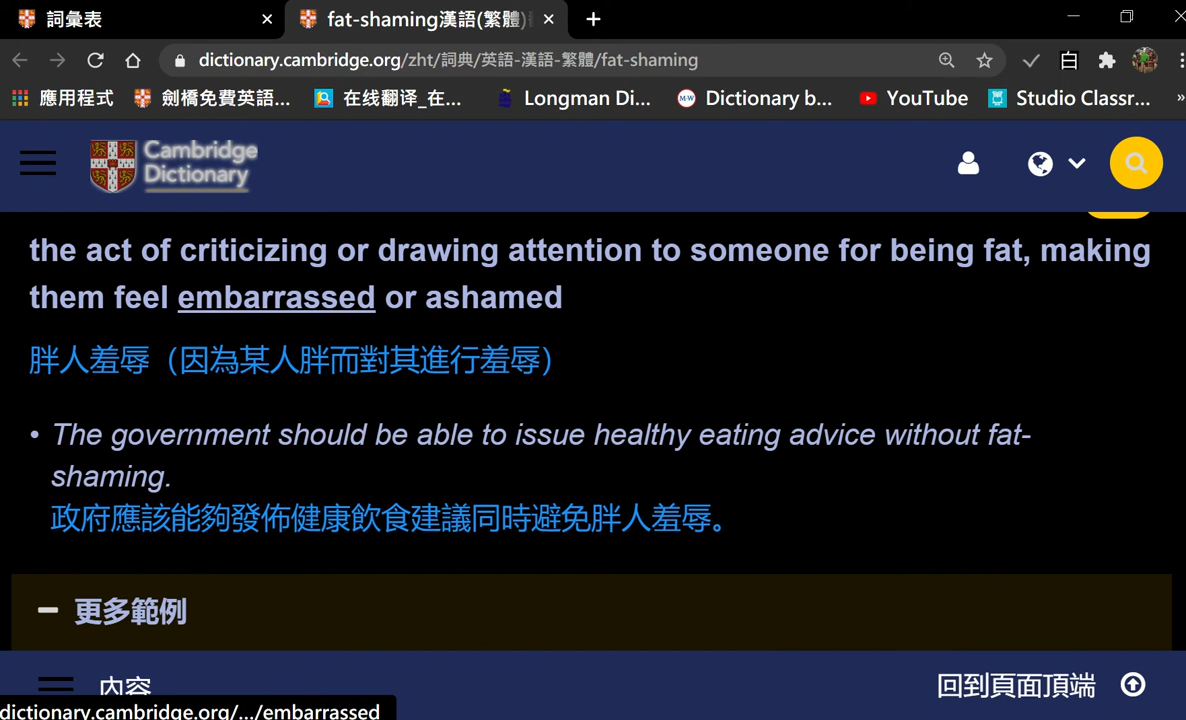 詞彙表
fat-shaming漢語(繁體)
dictionary.cambridge.org/zht/詞典/英語-漢語-繁體/fat-shaming
白
應用程式
劍橋免費英語...
在线翻译_在...
Longman Di...
M-W
Dictionary b...
YouTube
Studio Classr...
»
Cambridge
Dictionary
the act of criticizing or drawing attention to someone for being fat, making
them feel embarrassed or ashamed
胖人羞辱（因為某人胖而對其進行羞辱）
• The government should be able to issue healthy eating advice without fat-
shaming.
政府應該能夠發佈健康飲食建議同時避免胖人羞辱。
更多範例
內容
回到頁面頂端
dictionary.cambridge.org/.../embarrassed